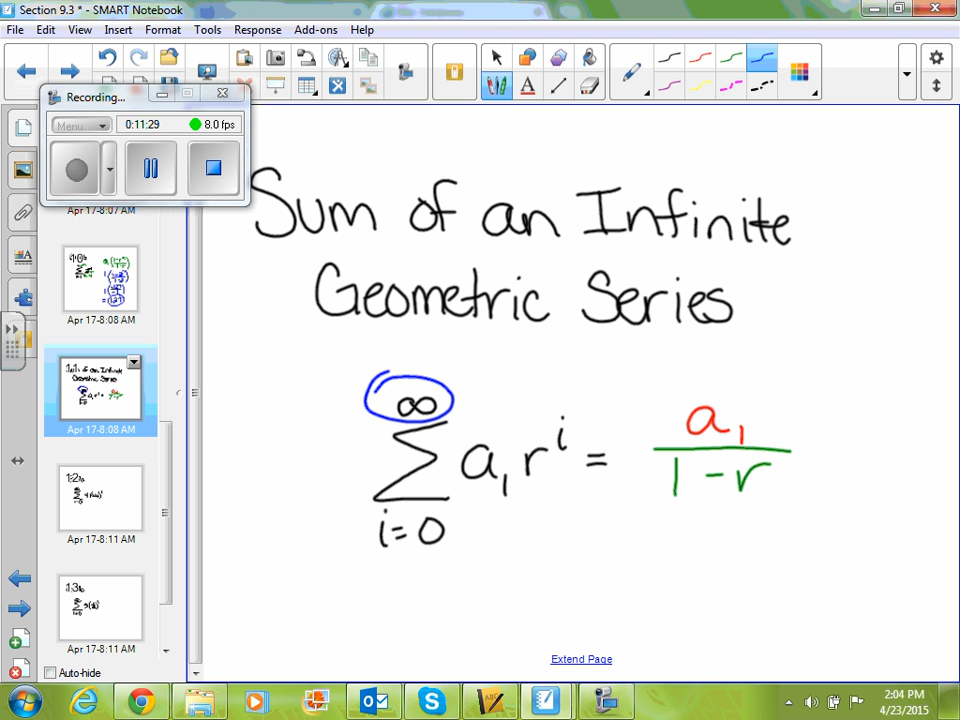 Section 9.3 * - SMART Notebook
File Edit View Insert Format Tools Response Add-ons Help
Recording...
Menu 0:11:29 8.0 fps
Apr 17-8:07 AM
Apr 17-8:08 AM
Apr 17-8:08 AM
Apr 17-8:11 AM
Apr 17-8:11 AM
Auto-hide
Sum of an Infinite
Geometric Series
∞
∑ a₁ r^i = a₁ / (1 - r)
i = 0
Extend Page
2:04 PM
4/23/2015